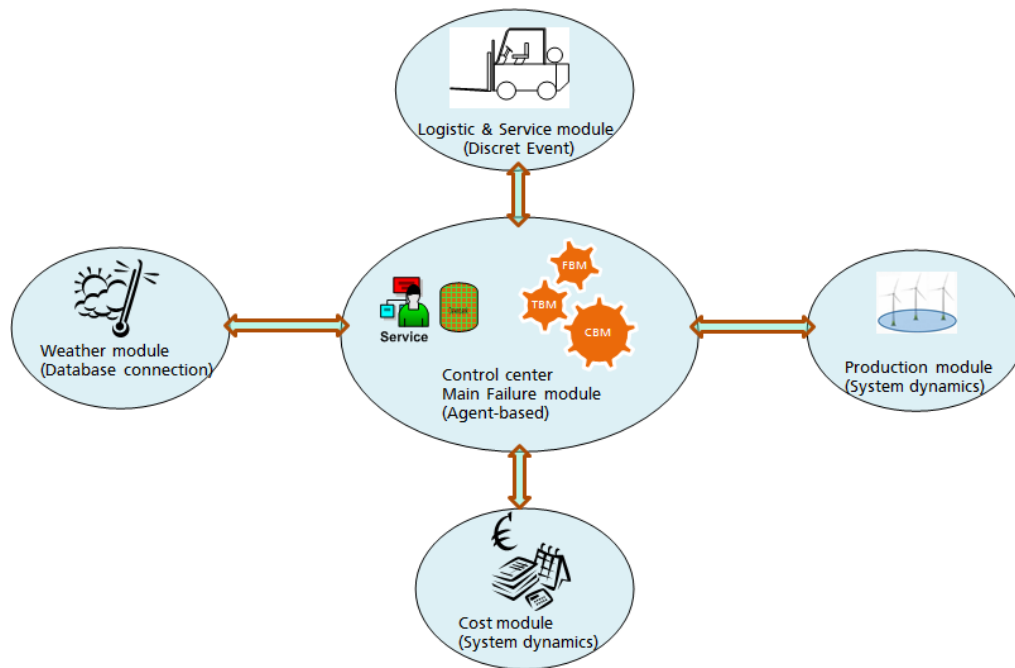 Logistic & Service module
(Discret Event)
FBM
TBM
CBM
Service
Control center
Main Failure module
(Agent-based)
Weather module
(Database connection)
Production module
(System dynamics)
€
Cost module
(System dynamics)